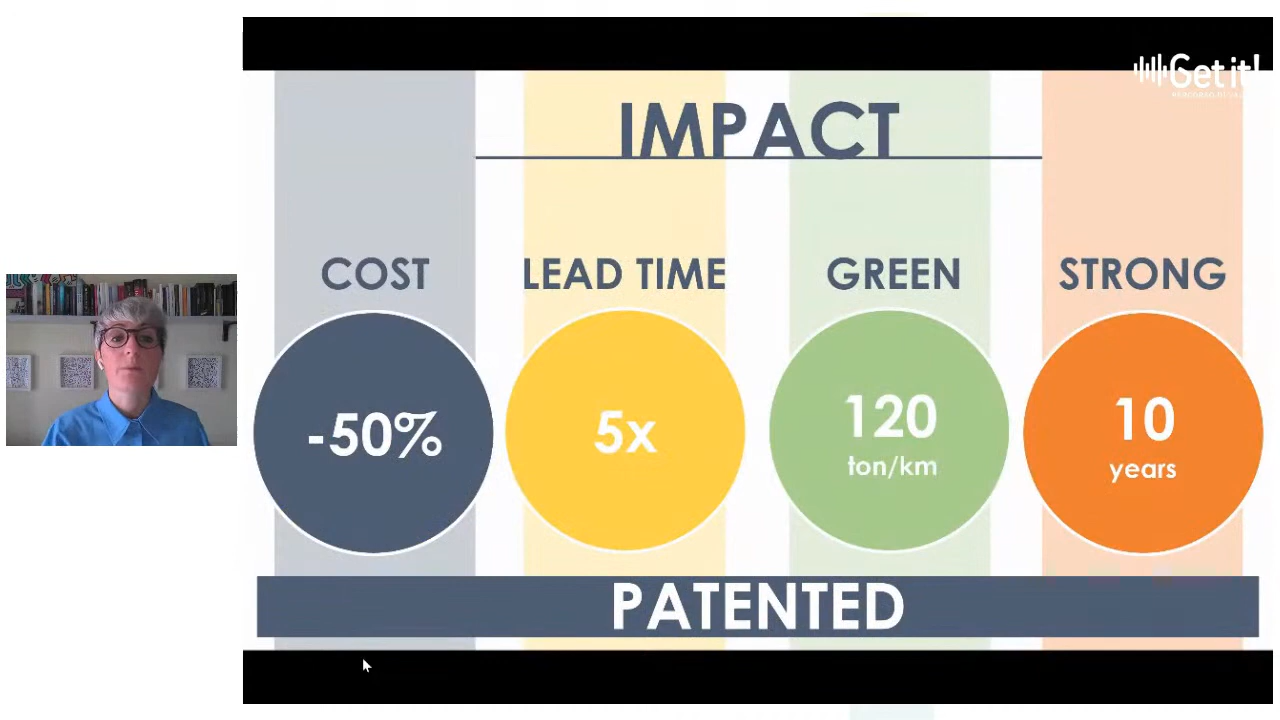 Get it!
IMPACT
COST
LEAD TIME
GREEN
STRONG
-50%
5x
120
ton/km
10
years
PATENTED